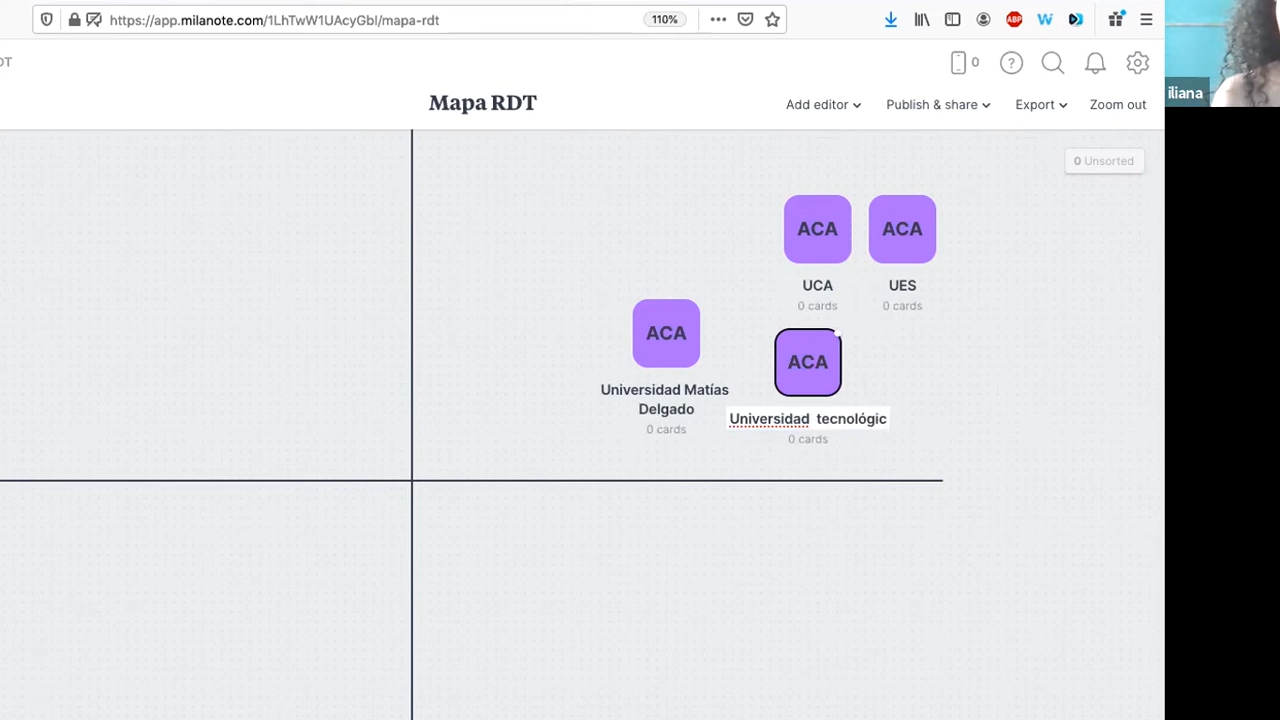 https://app.milanote.com/1LhTwW1UAcyGbl/mapa-rdt
110%
ABP
W
DT
0
?
Mapa RDT
Add editor
Publish & share
Export
Zoom out
iliana
0 Unsorted
ACA
ACA
UCA
UES
0 cards
0 cards
ACA
ACA
Universidad Matías
Delgado
0 cards
Universidad tecnológic
0 cards